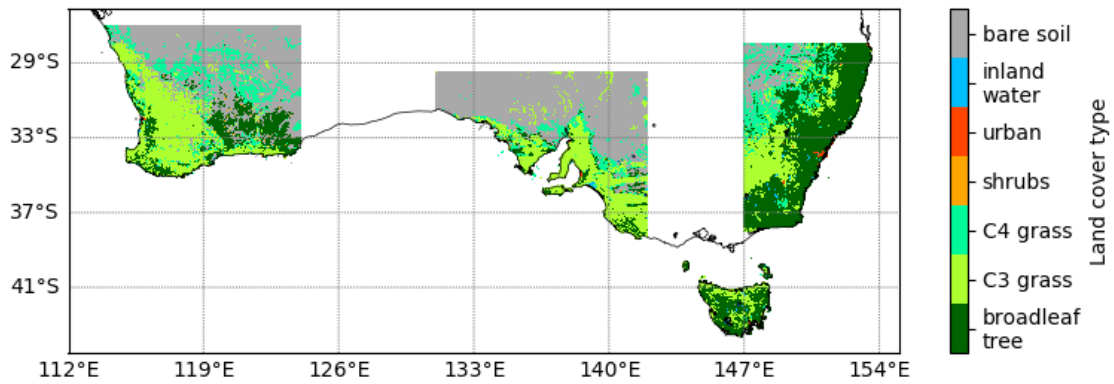 29°S
33°S
37°S
41°S
112°E 119°E 126°E 133°E 140°E 147°E 154°E
bare soil
inland
water
urban
shrubs
C4 grass
C3 grass
broadleaf
tree
Land cover type